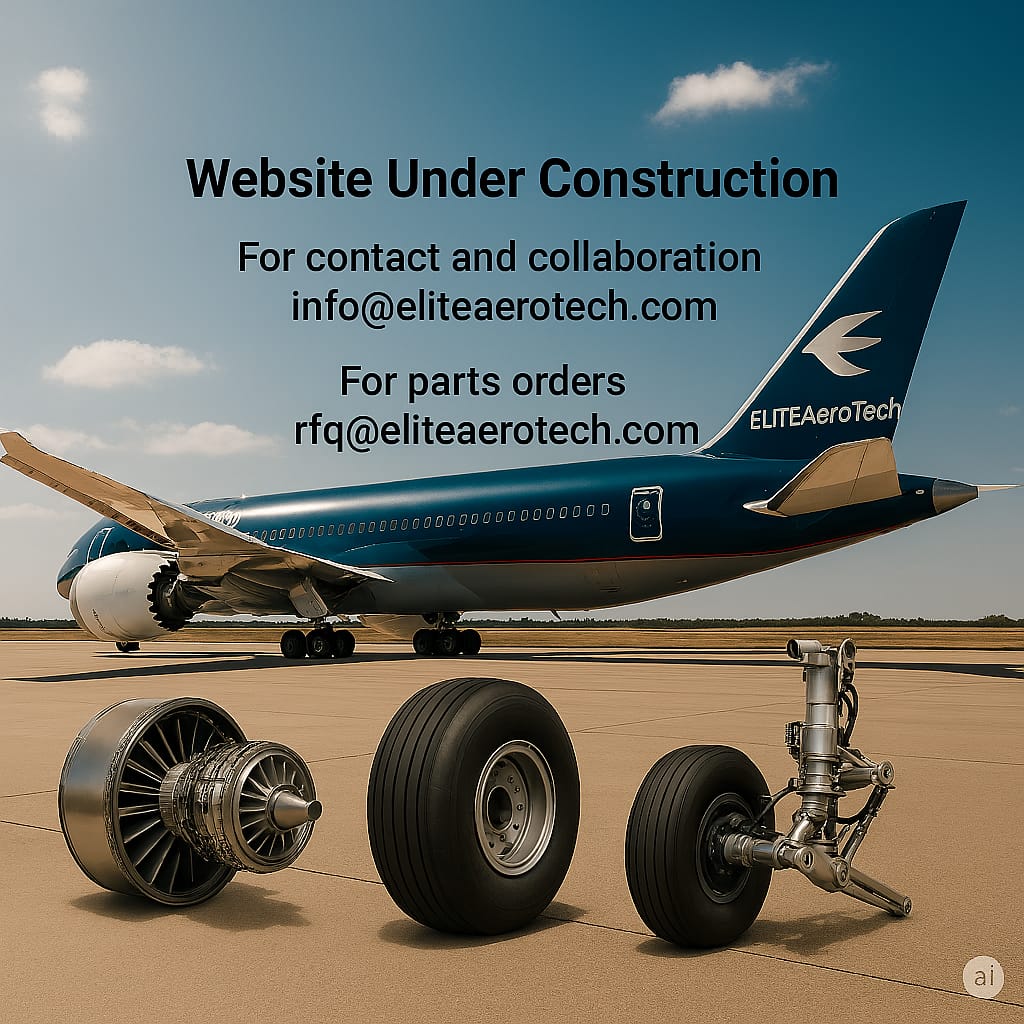 Website Under Construction
For contact and collaboration
info@eliteaerotech.com
For parts orders
rfq@eliteaerotech.com
ELITEAeroTech
ai